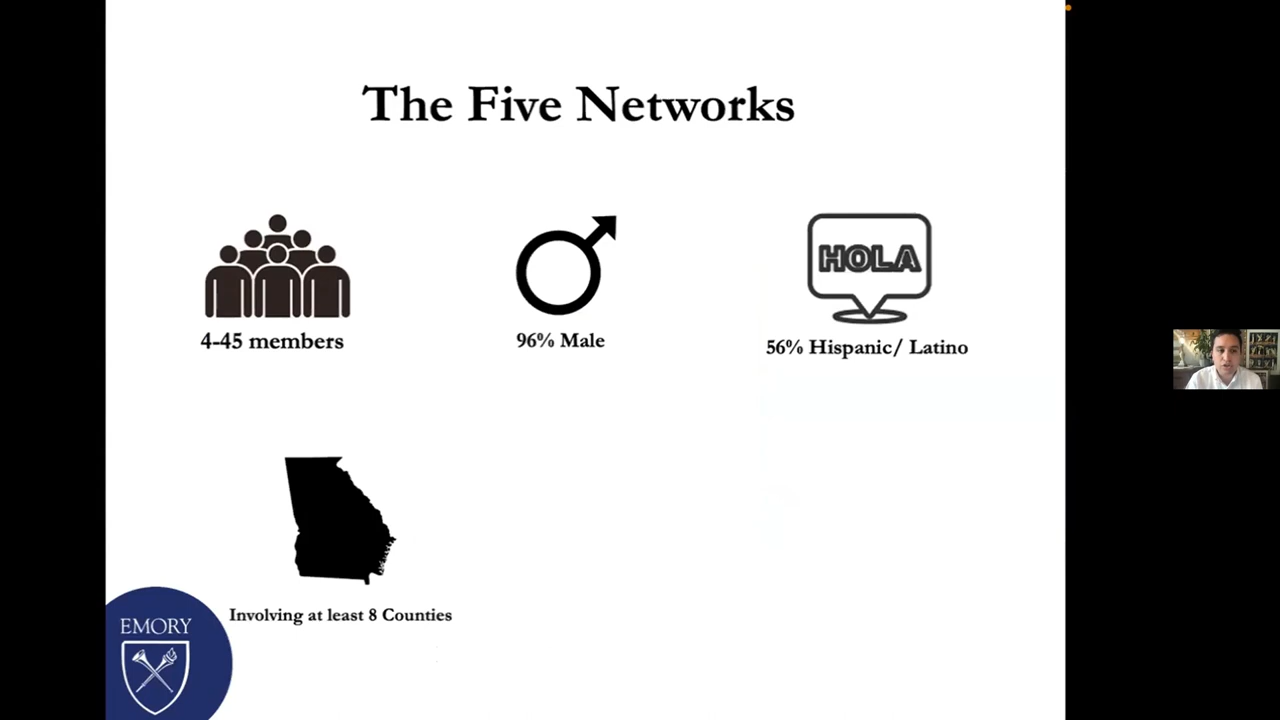 The Five Networks
HOLA
4-45 members
96% Male
56% Hispanic/ Latino
Involving at least 8 Counties
EMORY